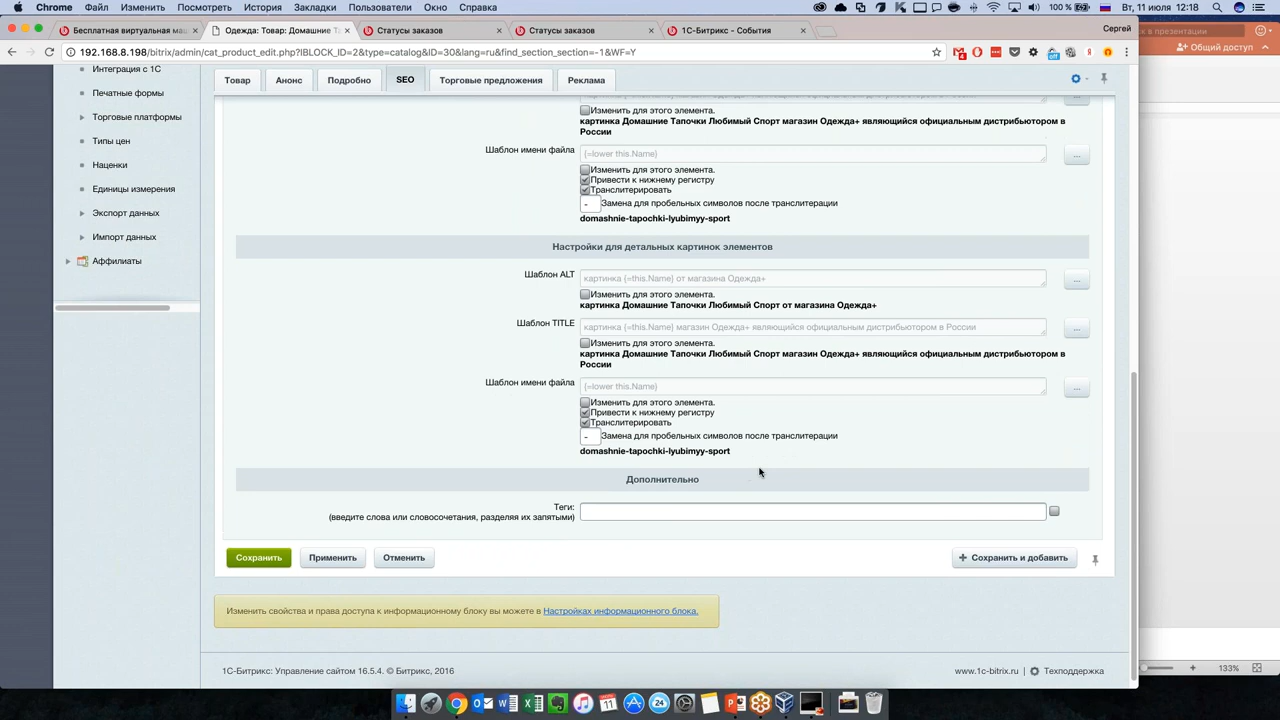 Chrome Файл Изменить Посмотреть История Закладки Пользователи Окно Справка 100 % Вт, 11 июля 12:18
Бесплатная виртуальная маш Одежда: Товар: Домашние Т Статусы заказов Статусы заказов 1С-Битрикс - События Сергей
192.168.8.198/bitrix/admin/cat_product_edit.php?IBLOCK_ID=2&type=catalog&ID=30&lang=ru&find_section_section=-1&WF=Y
к в презентации
Общий доступ
Товар Анонс Подробно SEO Торговые предложения Реклама
Интеграция с 1С
Печатные формы
Торговые платформы
Типы цен
Наценки
Единицы измерения
Экспорт данных
Импорт данных
Аффилиаты
Изменить для этого элемента.
картинка Домашние Тапочки Любимый Спорт магазин Одежда+ являющийся официальным дистрибьютором в
России
Шаблон имени файла {=lower this.Name} ...
Изменить для этого элемента.
Привести к нижнему регистру
Транслитерировать
- Замена для пробельных символов после транслитерации
domashnie-tapochki-lyubimyy-sport
Настройки для детальных картинок элементов
Шаблон ALT картинка {=this.Name} от магазина Одежда+ ...
Изменить для этого элемента.
картинка Домашние Тапочки Любимый Спорт от магазина Одежда+
Шаблон TITLE картинка {=this.Name} магазин Одежда+ являющийся официальным дистрибьютором в России ...
Изменить для этого элемента.
картинка Домашние Тапочки Любимый Спорт магазин Одежда+ являющийся официальным дистрибьютором в
России
Шаблон имени файла {=lower this.Name} ...
Изменить для этого элемента.
Привести к нижнему регистру
Транслитерировать
- Замена для пробельных символов после транслитерации
domashnie-tapochki-lyubimyy-sport
Дополнительно
Теги:
(введите слова или словосочетания, разделяя их запятыми)
Сохранить Применить Отменить + Сохранить и добавить
Изменить свойства и права доступа к информационному блоку вы можете в Настройках информационного блока.
1С-Битрикс: Управление сайтом 16.5.4. © Битрикс, 2016 www.1c-bitrix.ru Техподдержка
133%